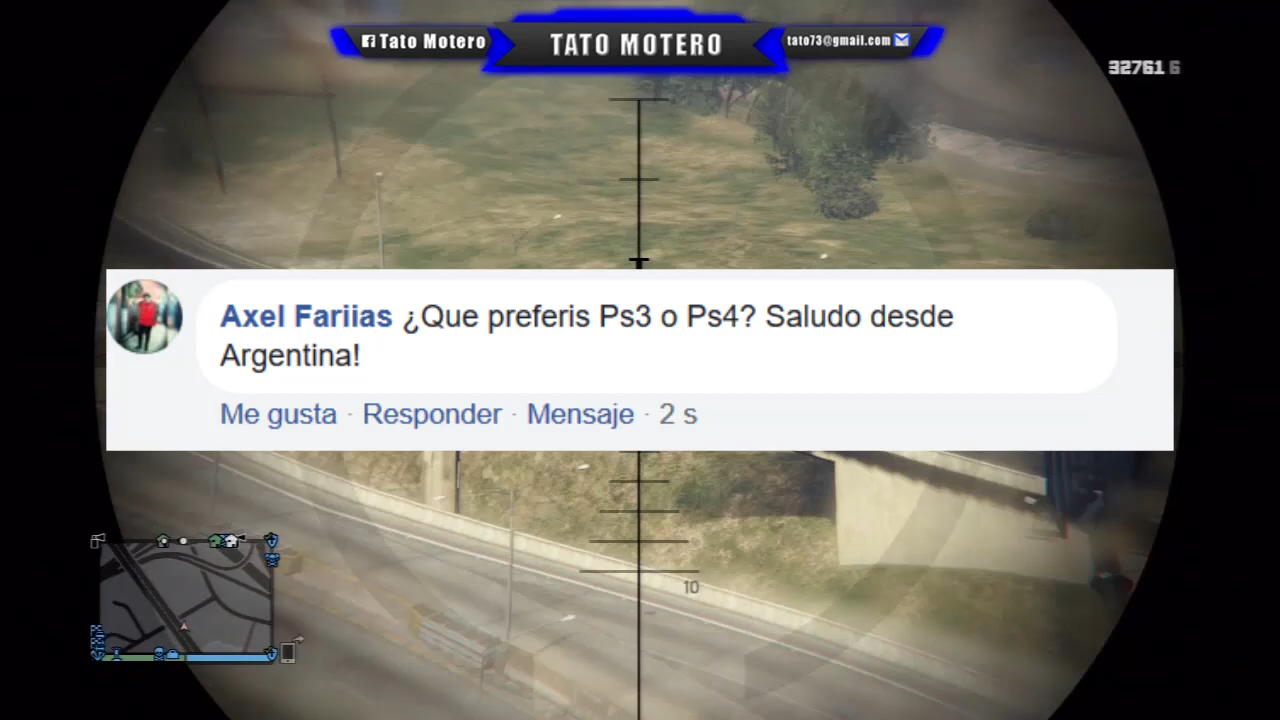 Tato Motero
TATO MOTERO
tato73@gmail.com
32761 6
Axel Fariias ¿Que preferis Ps3 o Ps4? Saludo desde
Argentina!
Me gusta · Responder · Mensaje · 2 s
10